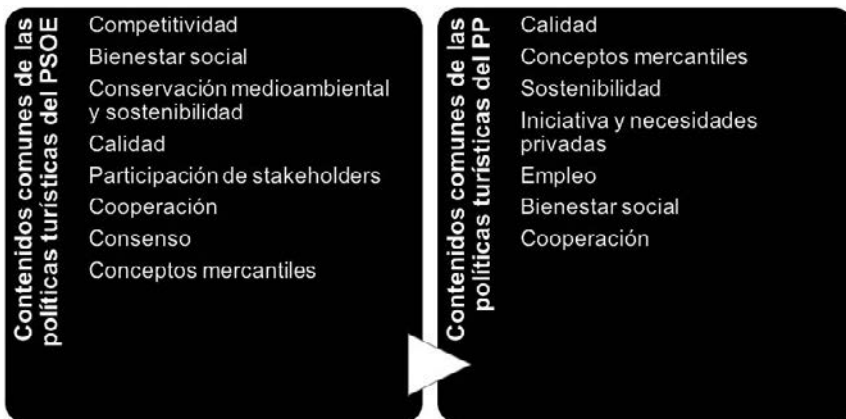 Contenidos comunes de las
políticas turísticas del PSOE
Competitividad
Bienestar social
Conservación medioambiental
y sostenibilidad
Calidad
Participación de stakeholders
Cooperación
Consenso
Conceptos mercantiles
Contenidos comunes de las
políticas turísticas del PP
Calidad
Conceptos mercantiles
Sostenibilidad
Iniciativa y necesidades
privadas
Empleo
Bienestar social
Cooperación